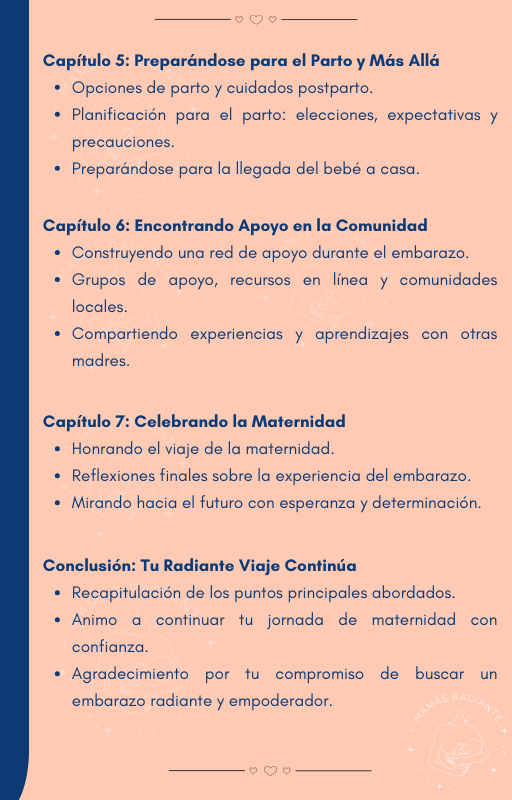 Capítulo 5: Preparándose para el Parto y Más Allá
• Opciones de parto y cuidados postparto.
• Planificación para el parto: elecciones, expectativas y
precauciones.
• Preparándose para la llegada del bebé a casa.
Capítulo 6: Encontrando Apoyo en la Comunidad
• Construyendo una red de apoyo durante el embarazo.
• Grupos de apoyo, recursos en línea y comunidades
locales.
• Compartiendo experiencias y aprendizajes con otras
madres.
Capítulo 7: Celebrando la Maternidad
• Honrando el viaje de la maternidad.
• Reflexiones finales sobre la experiencia del embarazo.
• Mirando hacia el futuro con esperanza y determinación.
Conclusión: Tu Radiante Viaje Continúa
• Recapitulación de los puntos principales abordados.
• Animo a continuar tu jornada de maternidad con
confianza.
• Agradecimiento por tu compromiso de buscar un
embarazo radiante y empoderador.
MAMÃE RADIANTE